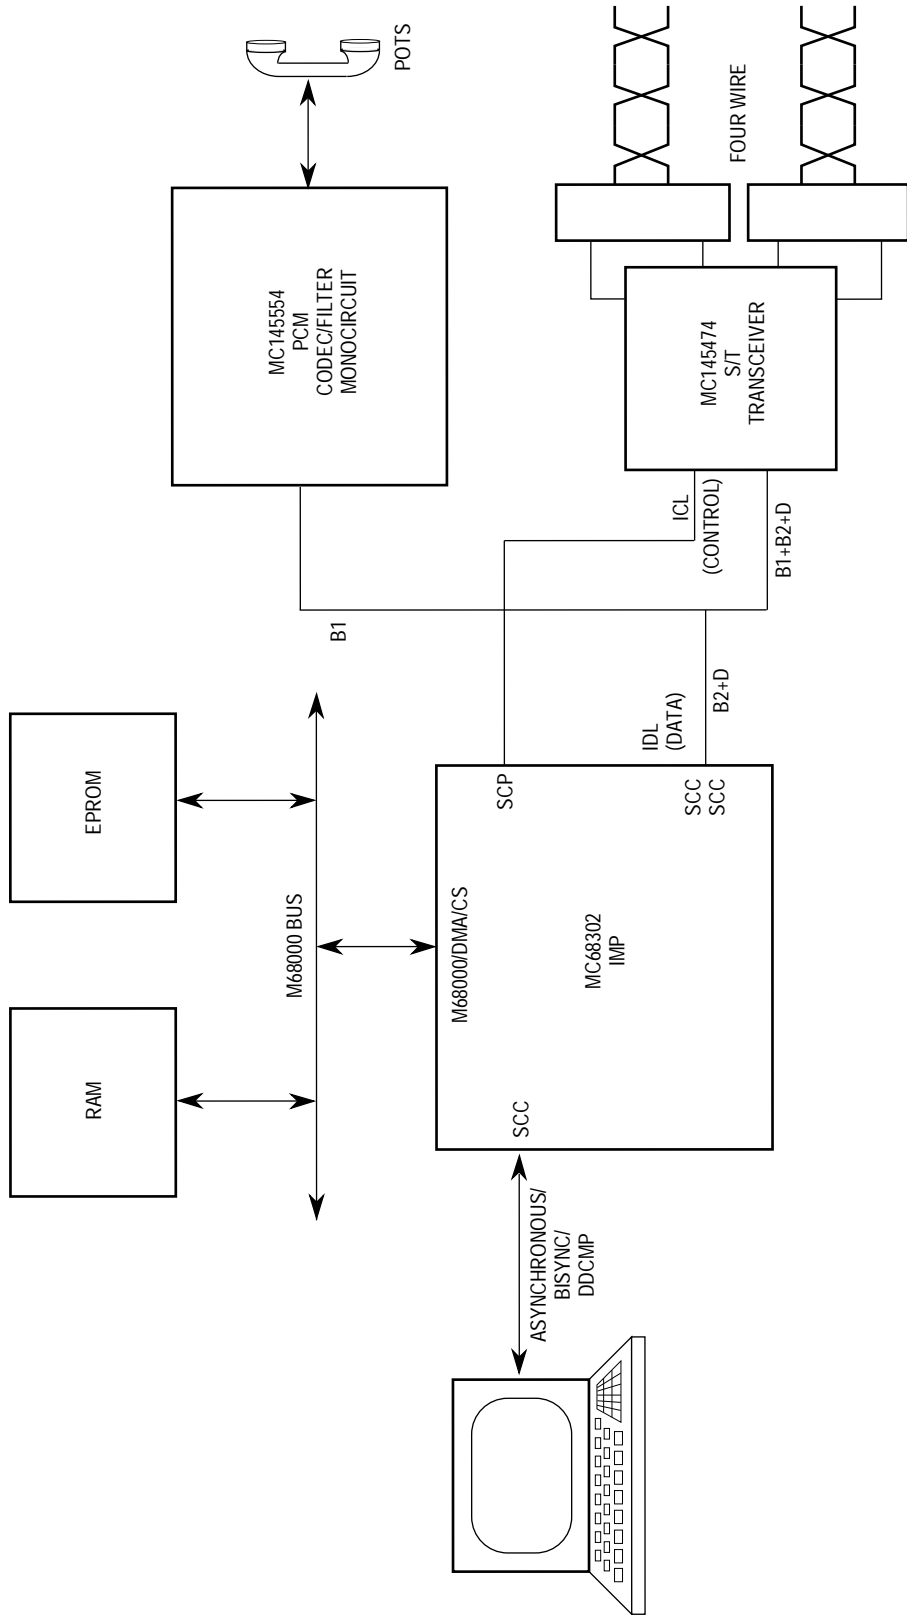 RAM
EPROM
M68000 BUS
MC145554
PCM
CODEC/FILTER
MONOCIRCUIT
POTS
B1
ASYNCHRONOUS/
BISYNC/
DDCMP
SCC
M68000/DMA/CS
SCP
MC68302
IMP
SCC
SCC
IDL
(DATA)
B2+D
ICL
(CONTROL)
B1+B2+D
MC145474
S/T
TRANSCEIVER
FOUR WIRE